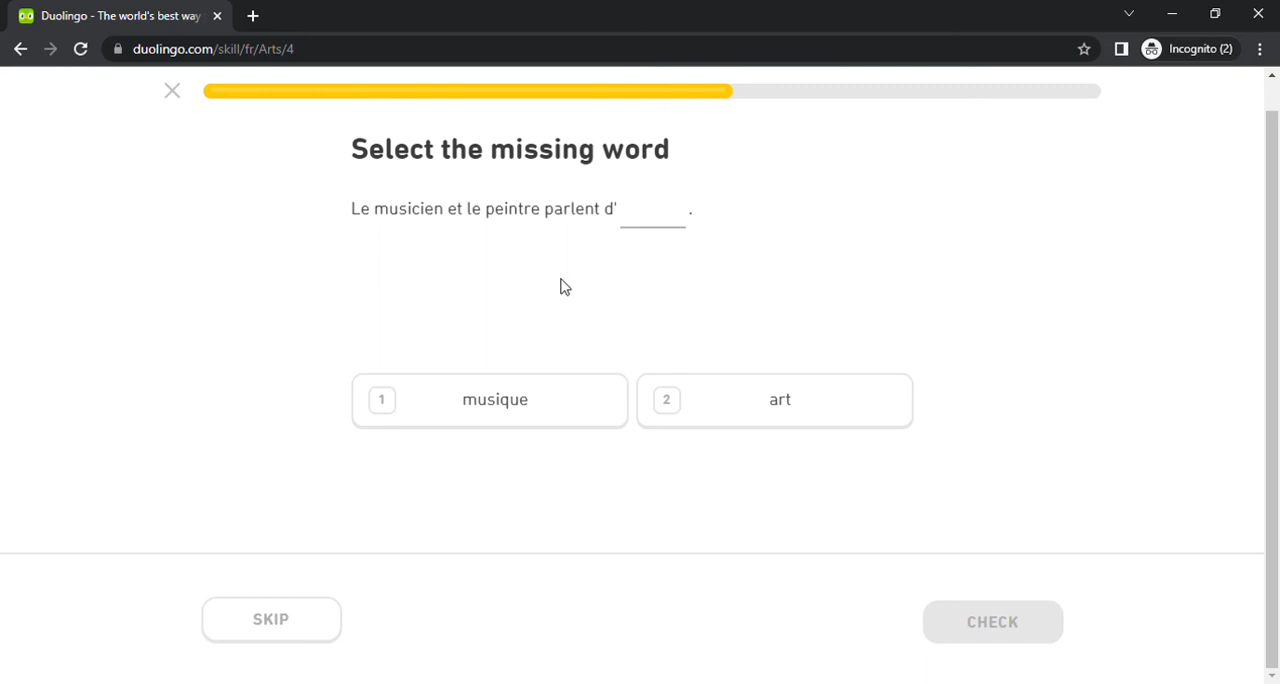 Duolingo - The world's best way
duolingo.com/skill/fr/Arts/4
Incognito (2)
Select the missing word
Le musicien et le peintre parlent d' .
1 musique
2 art
SKIP
CHECK